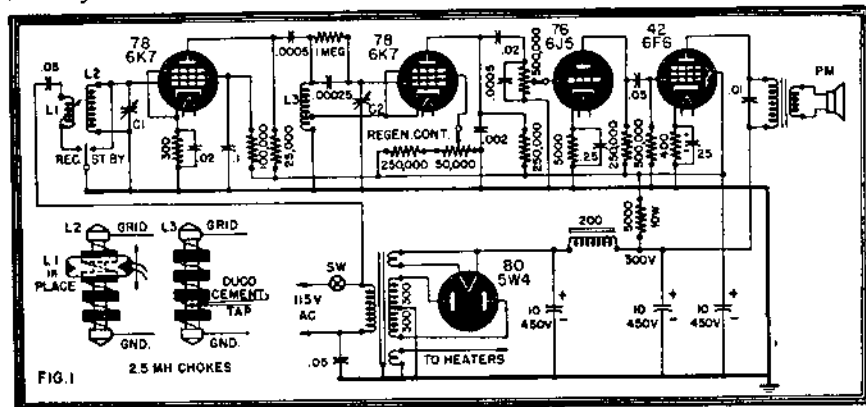 78
6K7
.0005
1 MEG
78
6K7
.02
76
6J5
42
6F6
.05
L2
L1
C1
L3
.00025
C2
.0005
500,000
.05
.01
PM
REC.
ST BY
300
.02
.1
100,000
25,000
REGEN. CONT.
250,000
50,000
.002
250,000
5000
25
250,000
500,000
400
25
L2
GRID
L1
IN
PLACE
GND.
L3
GRID
DUCO
CEMENT
TAP
GND.
2.5 MH CHOKES
SW
115V
AC
.05
300
300
80
5W4
TO HEATERS
200
5000
10W
300V
10
450V
10
450V
10
450V
FIG.1